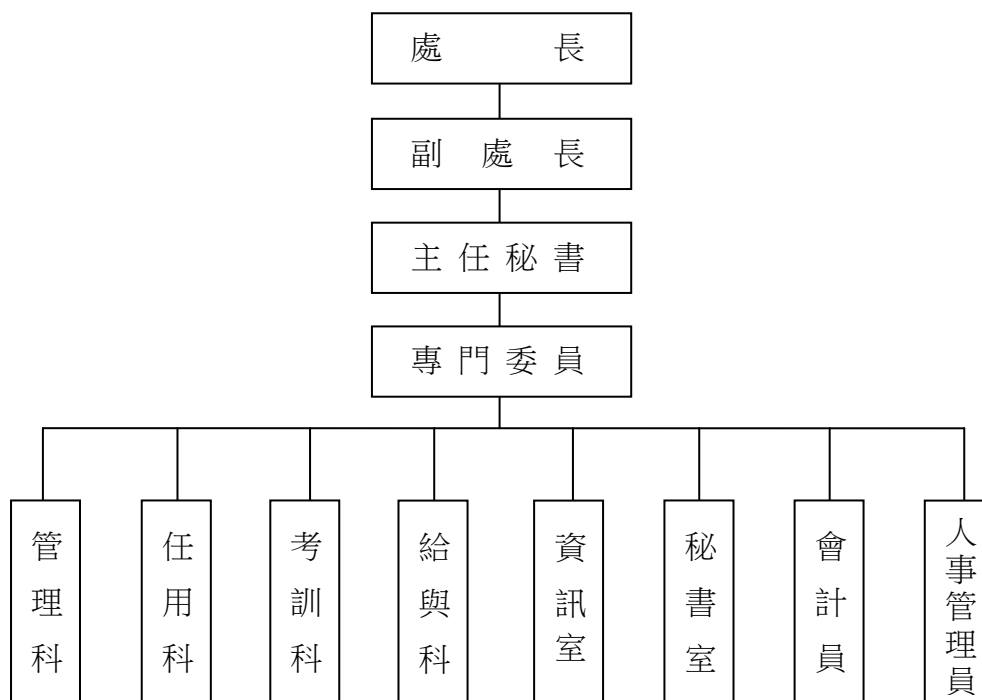 處長
副處長
主任秘書
專門委員
管理科
任用科
考訓科
給與科
資訊室
秘書室
會計員
人事管理員